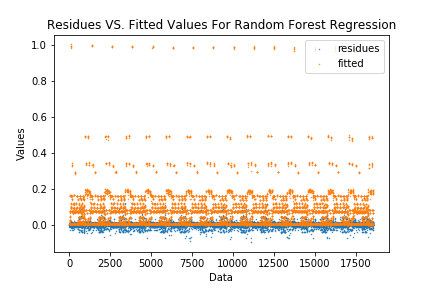 Residues VS. Fitted Values For Random Forest Regression
residues
fitted
Values
1.0
0.8
0.6
0.4
0.2
0.0
0 2500 5000 7500 10000 12500 15000 17500
Data